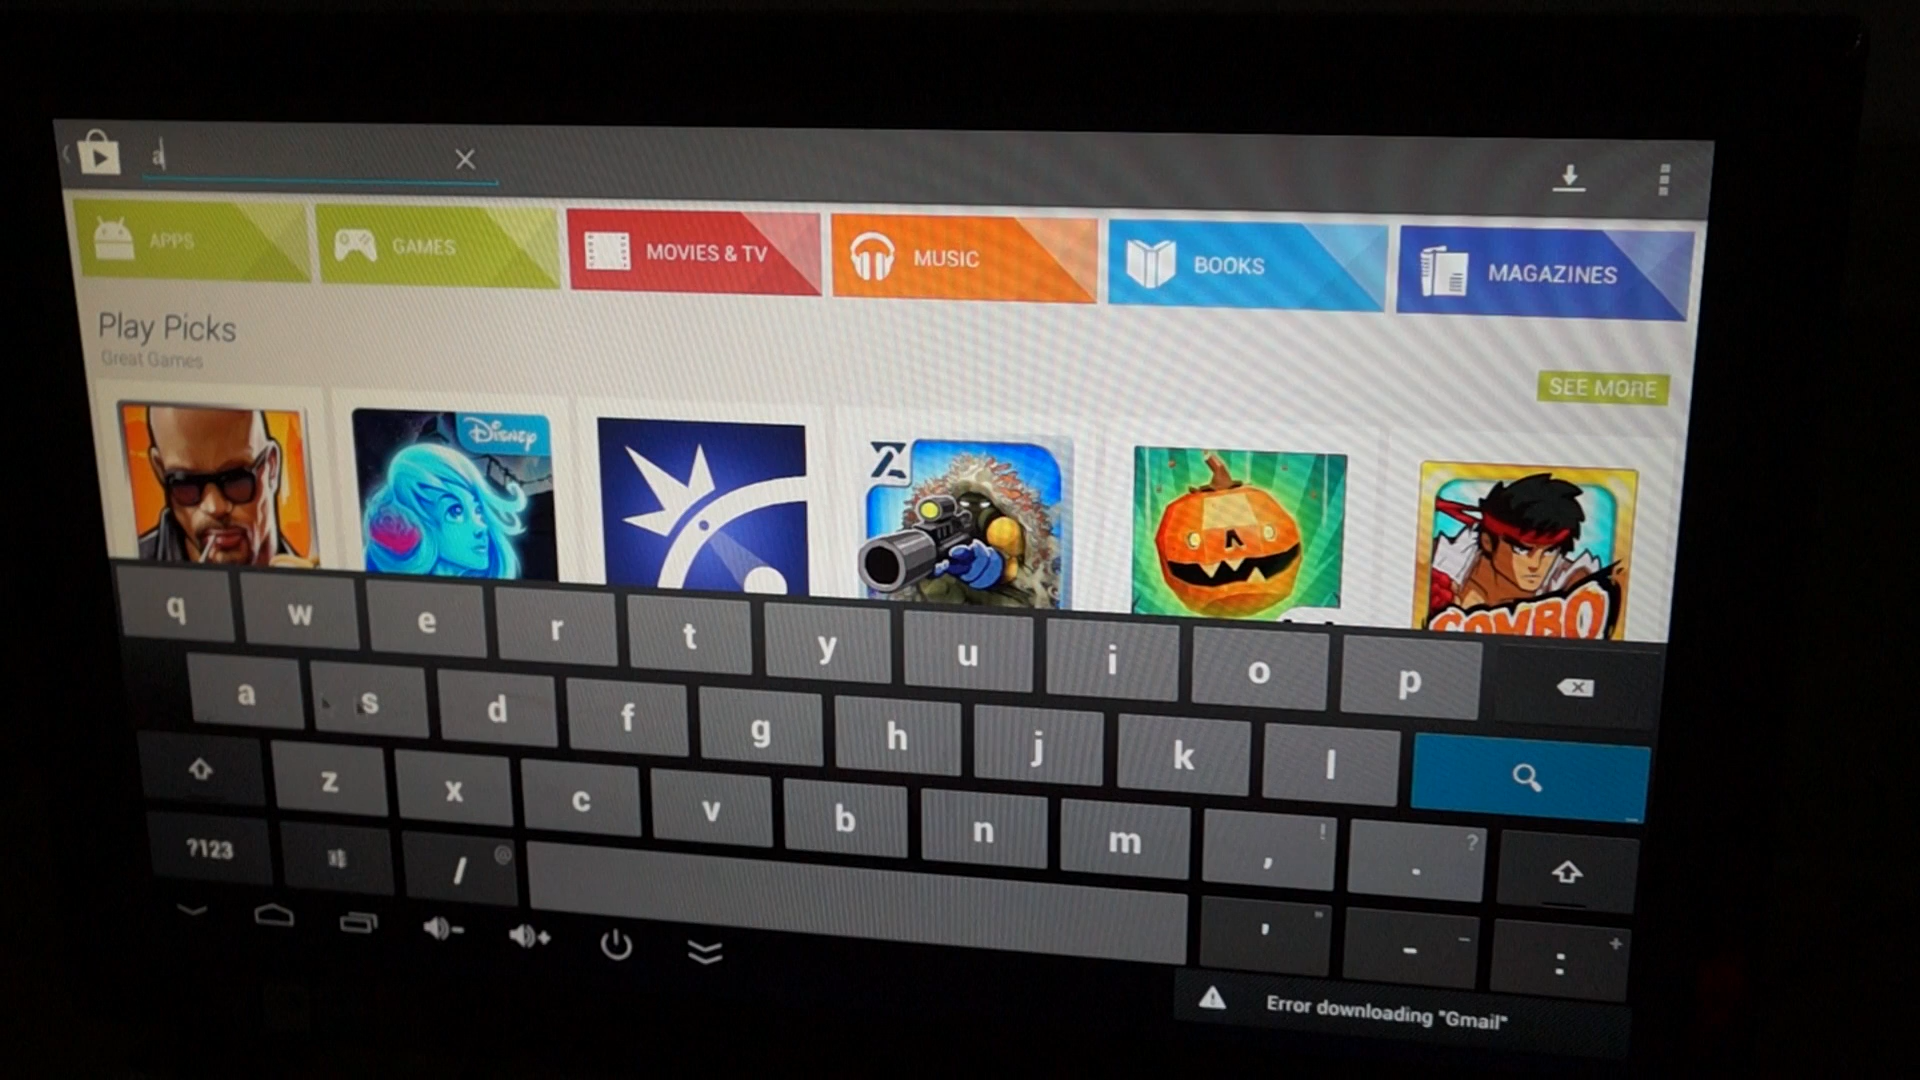 a
APPS
GAMES
MOVIES & TV
MUSIC
BOOKS
MAGAZINES
Play Picks
Great Games
SEE MORE
Disney
Z
COMBO
q w e r t y u i o p
a s d f g h j k l
z x c v b n m , ! . ?
?123 / @ ' " - _ : +
Error downloading "Gmail"